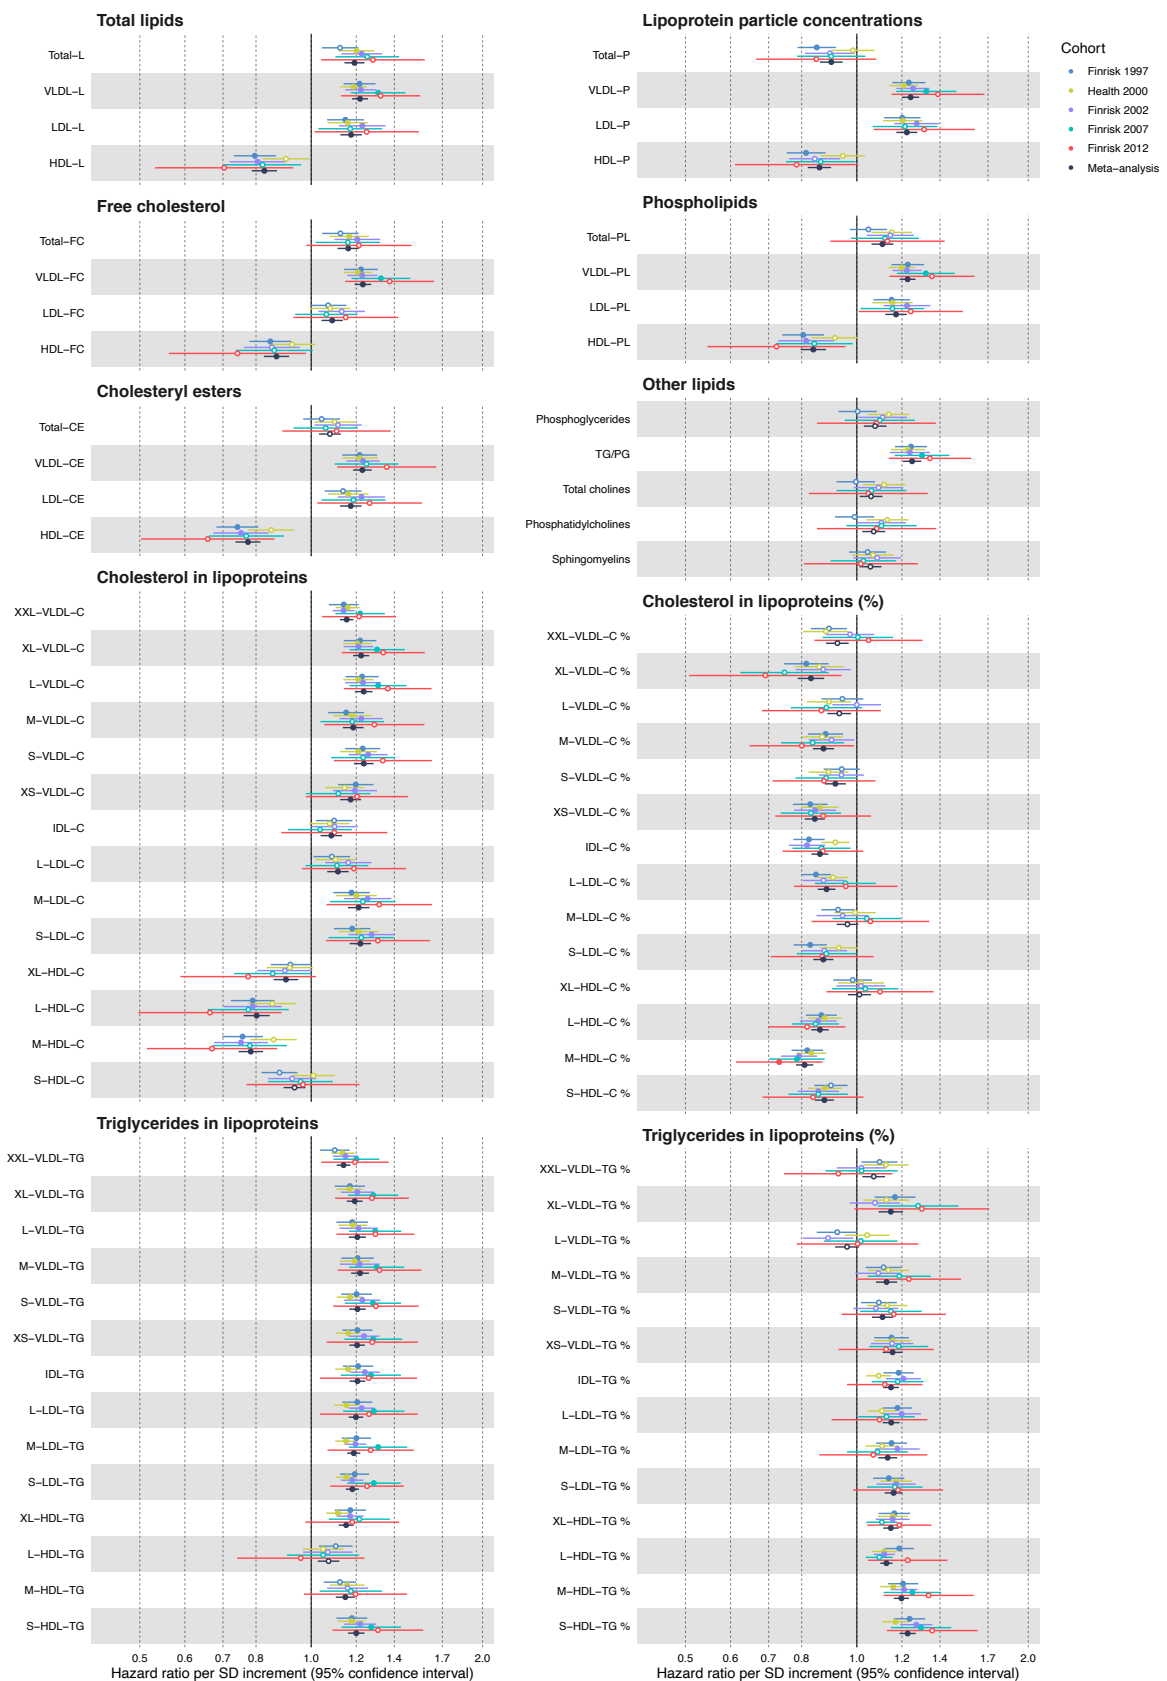 Total lipids
Total−L
VLDL−L
LDL−L
HDL−L
Free cholesterol
Total−FC
VLDL−FC
LDL−FC
HDL−FC
Cholesteryl esters
Total−CE
VLDL−CE
LDL−CE
HDL−CE
Cholesterol in lipoproteins
XXL−VLDL−C
XL−VLDL−C
L−VLDL−C
M−VLDL−C
S−VLDL−C
XS−VLDL−C
IDL−C
L−LDL−C
M−LDL−C
S−LDL−C
XL−HDL−C
L−HDL−C
M−HDL−C
S−HDL−C
Triglycerides in lipoproteins
XXL−VLDL−TG
XL−VLDL−TG
L−VLDL−TG
M−VLDL−TG
S−VLDL−TG
XS−VLDL−TG
IDL−TG
L−LDL−TG
M−LDL−TG
S−LDL−TG
XL−HDL−TG
L−HDL−TG
M−HDL−TG
S−HDL−TG
0.5 0.6 0.7 0.8 1.0 1.2 1.4 1.7 2.0
Hazard ratio per SD increment (95% confidence interval)
Lipoprotein particle concentrations
Total−P
VLDL−P
LDL−P
HDL−P
Phospholipids
Total−PL
VLDL−PL
LDL−PL
HDL−PL
Other lipids
Phosphoglycerides
TG/PG
Total cholines
Phosphatidylcholines
Sphingomyelins
Cholesterol in lipoproteins (%)
XXL−VLDL−C %
XL−VLDL−C %
L−VLDL−C %
M−VLDL−C %
S−VLDL−C %
XS−VLDL−C %
IDL−C %
L−LDL−C %
M−LDL−C %
S−LDL−C %
XL−HDL−C %
L−HDL−C %
M−HDL−C %
S−HDL−C %
Triglycerides in lipoproteins (%)
XXL−VLDL−TG %
XL−VLDL−TG %
L−VLDL−TG %
M−VLDL−TG %
S−VLDL−TG %
XS−VLDL−TG %
IDL−TG %
L−LDL−TG %
M−LDL−TG %
S−LDL−TG %
XL−HDL−TG %
L−HDL−TG %
M−HDL−TG %
S−HDL−TG %
0.5 0.6 0.7 0.8 1.0 1.2 1.4 1.7 2.0
Hazard ratio per SD increment (95% confidence interval)
Cohort
Finrisk 1997
Health 2000
Finrisk 2002
Finrisk 2007
Finrisk 2012
Meta−analysis